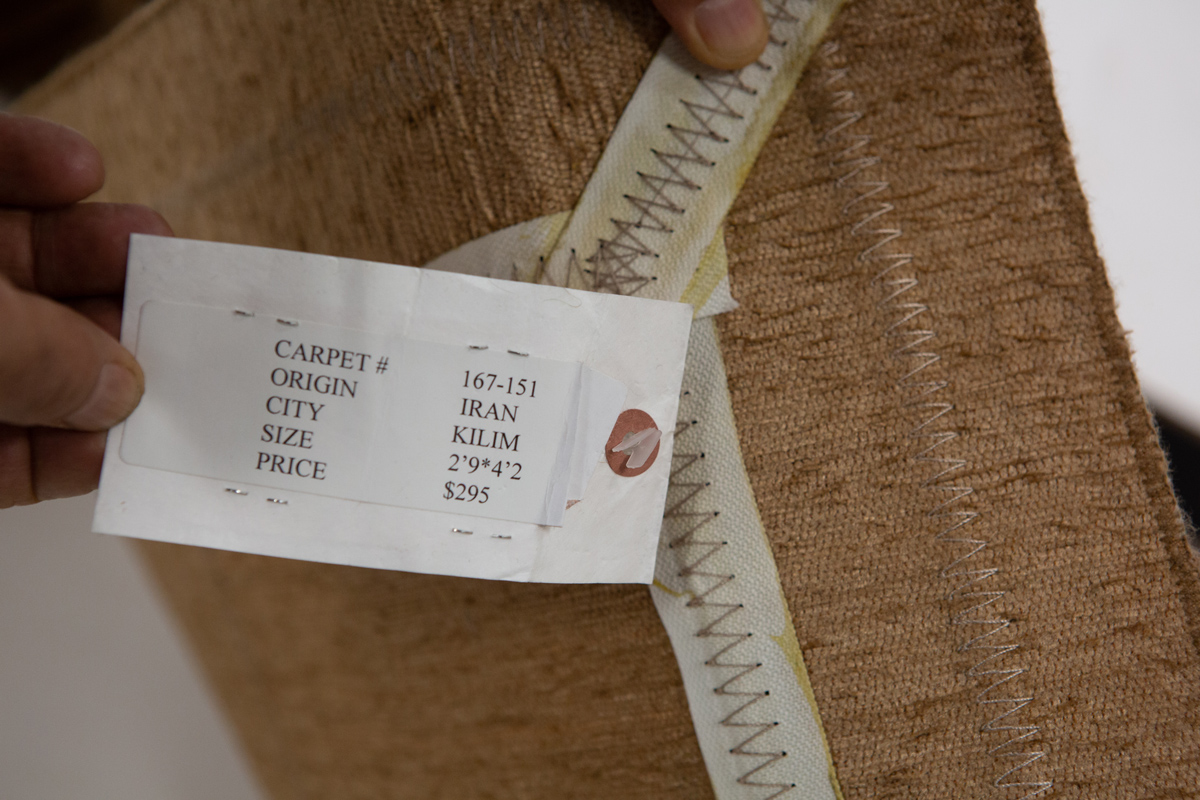 CARPET # 167-151
ORIGIN IRAN
CITY KILIM
SIZE 2’9*4’2
PRICE $295